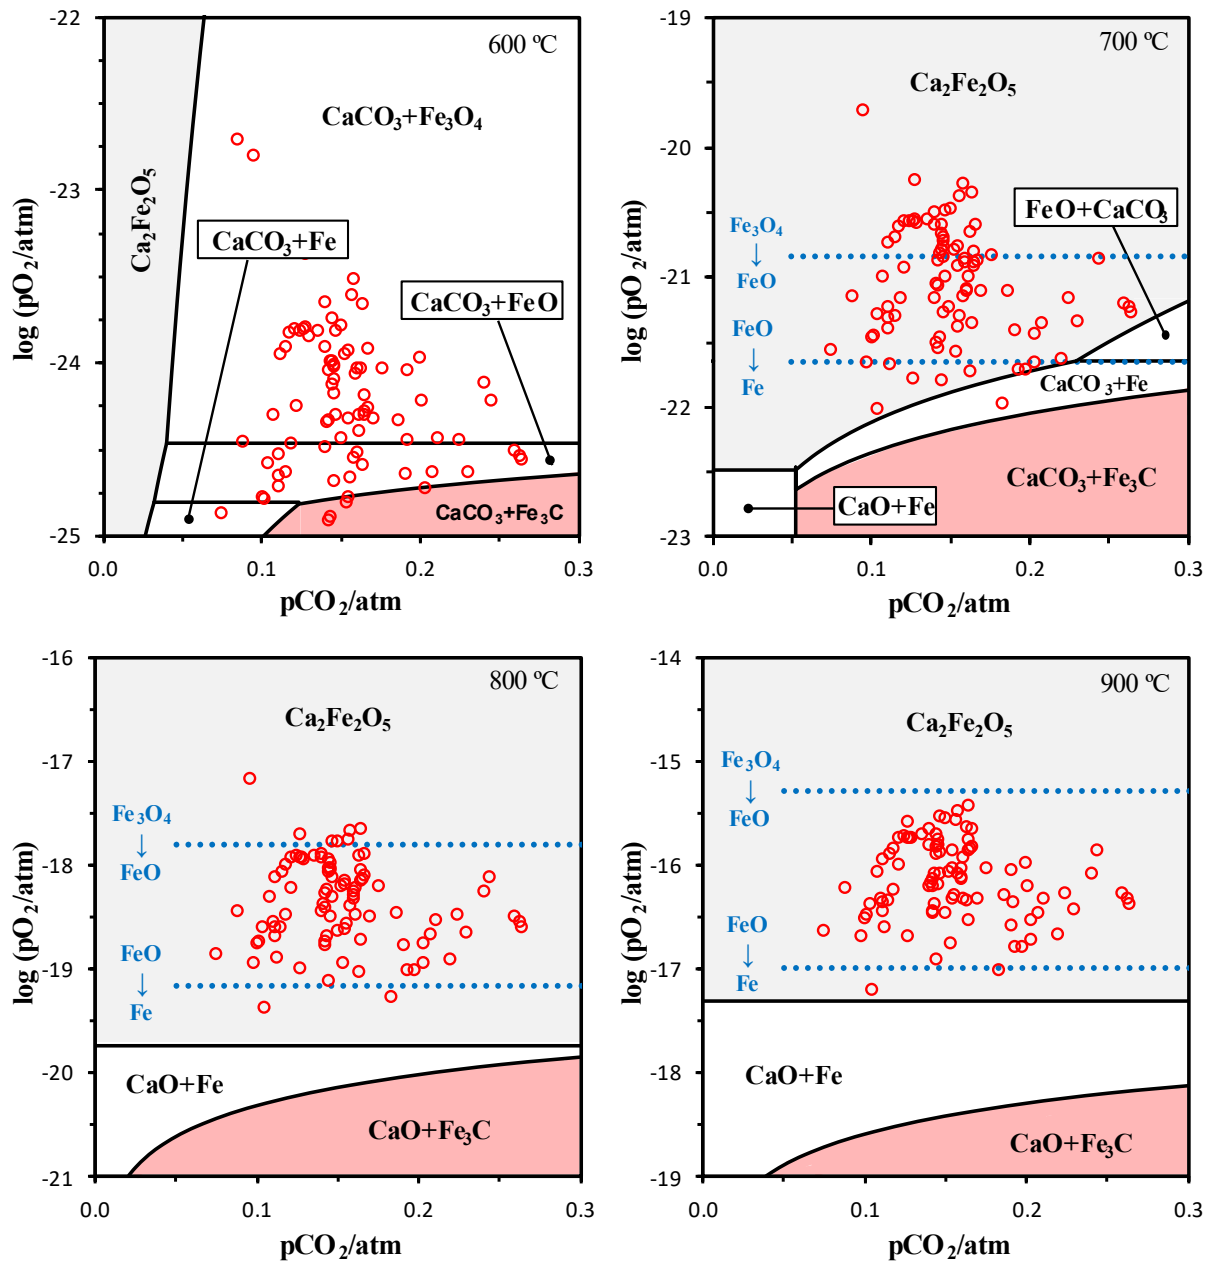 600 ºC
-22
-23
-24
-25
log (pO₂/atm)
Ca₂Fe₂O₅
CaCO₃+Fe₃O₄
CaCO₃+Fe
CaCO₃+FeO
CaCO₃+Fe₃C
0.0 0.1 0.2 0.3
pCO₂/atm
700 ºC
-19
-20
-21
-22
-23
log (pO₂/atm)
Ca₂Fe₂O₅
FeO+CaCO₃
Fe₃O₄
↓
FeO
FeO
↓
Fe
CaCO₃+Fe
CaCO₃+Fe₃C
CaO+Fe
0.0 0.1 0.2 0.3
pCO₂/atm
800 ºC
-16
-17
-18
-19
-20
-21
log (pO₂/atm)
Ca₂Fe₂O₅
Fe₃O₄
↓
FeO
FeO
↓
Fe
CaO+Fe
CaO+Fe₃C
0.0 0.1 0.2 0.3
pCO₂/atm
900 ºC
-14
-15
-16
-17
-18
-19
log (pO₂/atm)
Ca₂Fe₂O₅
Fe₃O₄
↓
FeO
FeO
↓
Fe
CaO+Fe
CaO+Fe₃C
0.0 0.1 0.2 0.3
pCO₂/atm